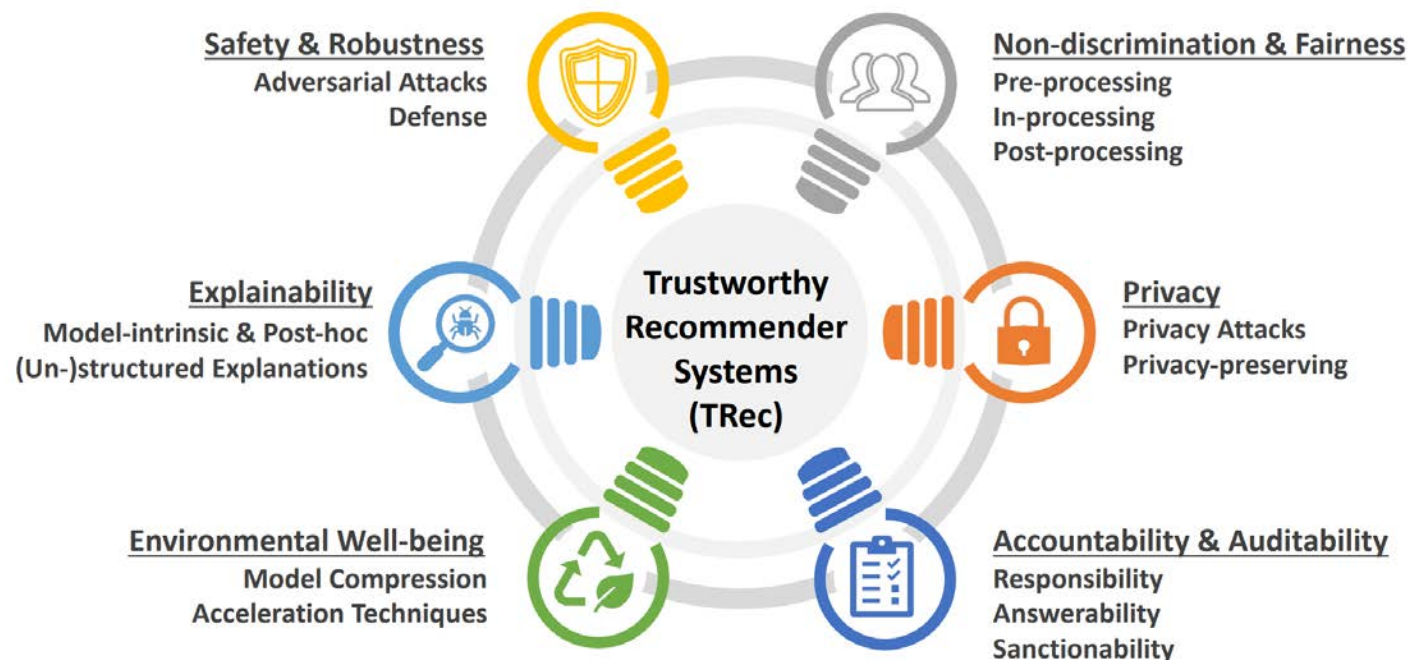 Safety & Robustness
Adversarial Attacks
Defense
Non-discrimination & Fairness
Pre-processing
In-processing
Post-processing
Explainability
Model-intrinsic & Post-hoc
(Un-)structured Explanations
Trustworthy
Recommender
Systems
(TRec)
Privacy
Privacy Attacks
Privacy-preserving
Environmental Well-being
Model Compression
Acceleration Techniques
Accountability & Auditability
Responsibility
Answerability
Sanctionability